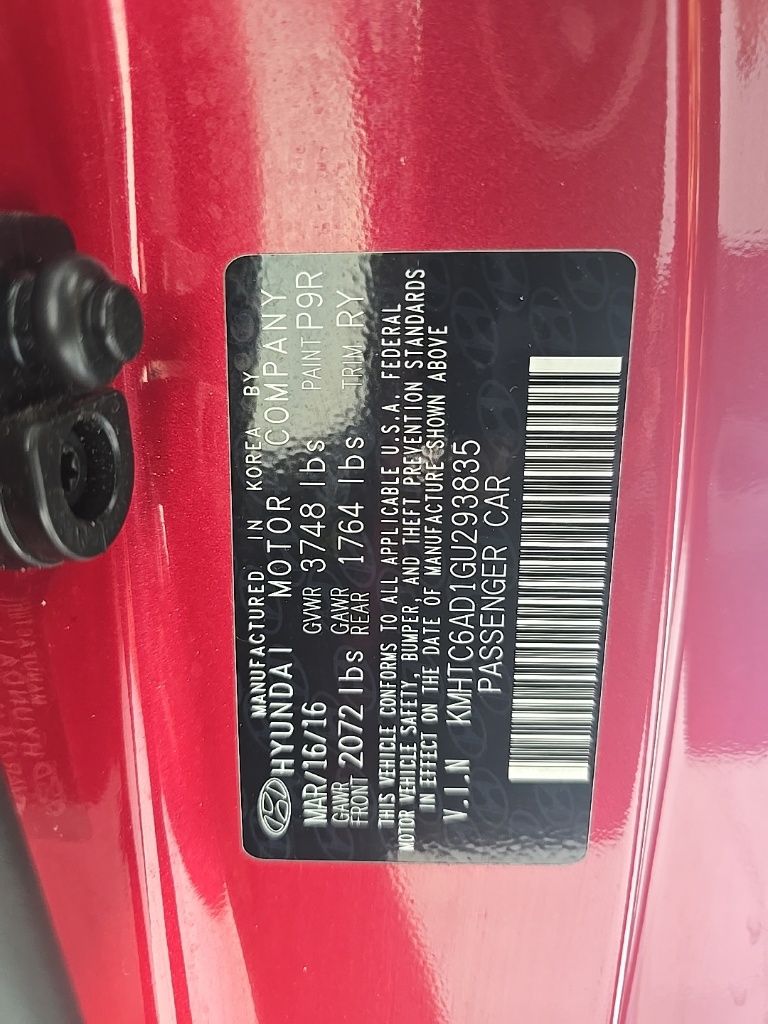 MANUFACTURED IN KOREA BY
HYUNDAI MOTOR COMPANY
MAR/16/16 GVWR 3748 lbs PAINT P9R
GAWR FRONT 2072 lbs GAWR REAR 1764 lbs TRIM RY
THIS VEHICLE CONFORMS TO ALL APPLICABLE U.S.A. FEDERAL
MOTOR VEHICLE SAFETY, BUMPER, AND THEFT PREVENTION STANDARDS
IN EFFECT ON THE DATE OF MANUFACTURE SHOWN ABOVE
V.I.N KMHTC6AD1GU293835
PASSENGER CAR